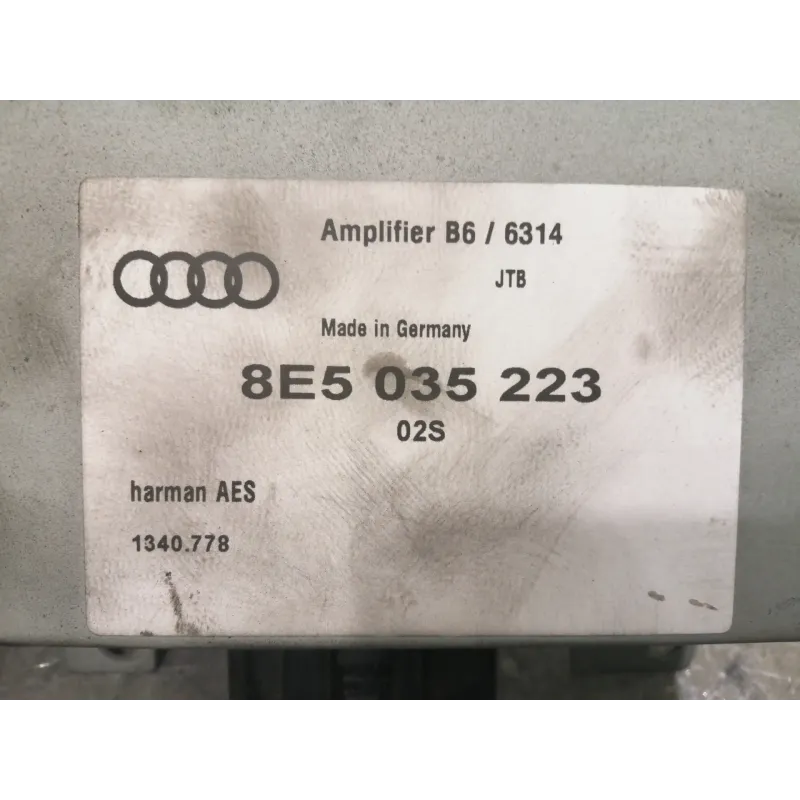 Amplifier B6 / 6314
JTB
Made in Germany
8E5 035 223
02S
harman AES
1340.778